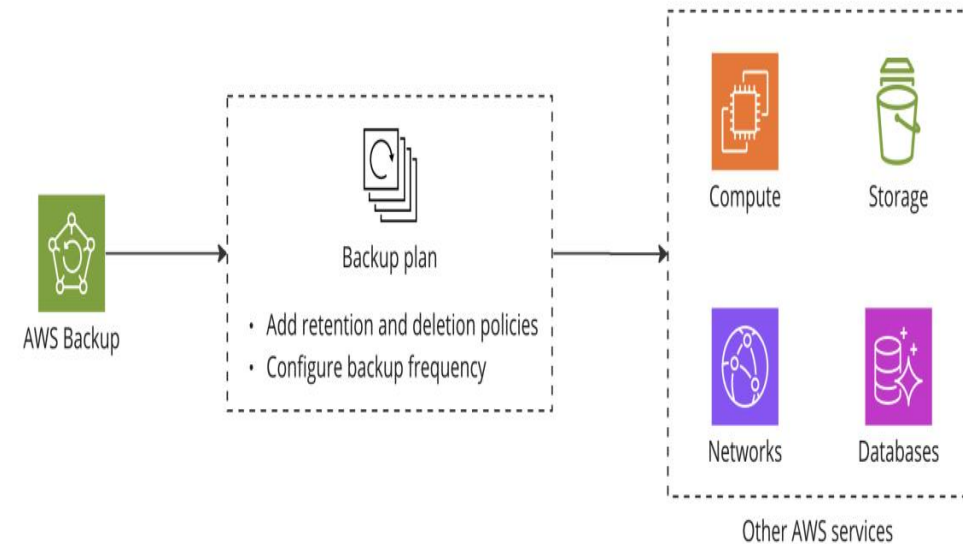 AWS Backup
Backup plan
• Add retention and deletion policies
• Configure backup frequency
Compute
Storage
Networks
Databases
Other AWS services